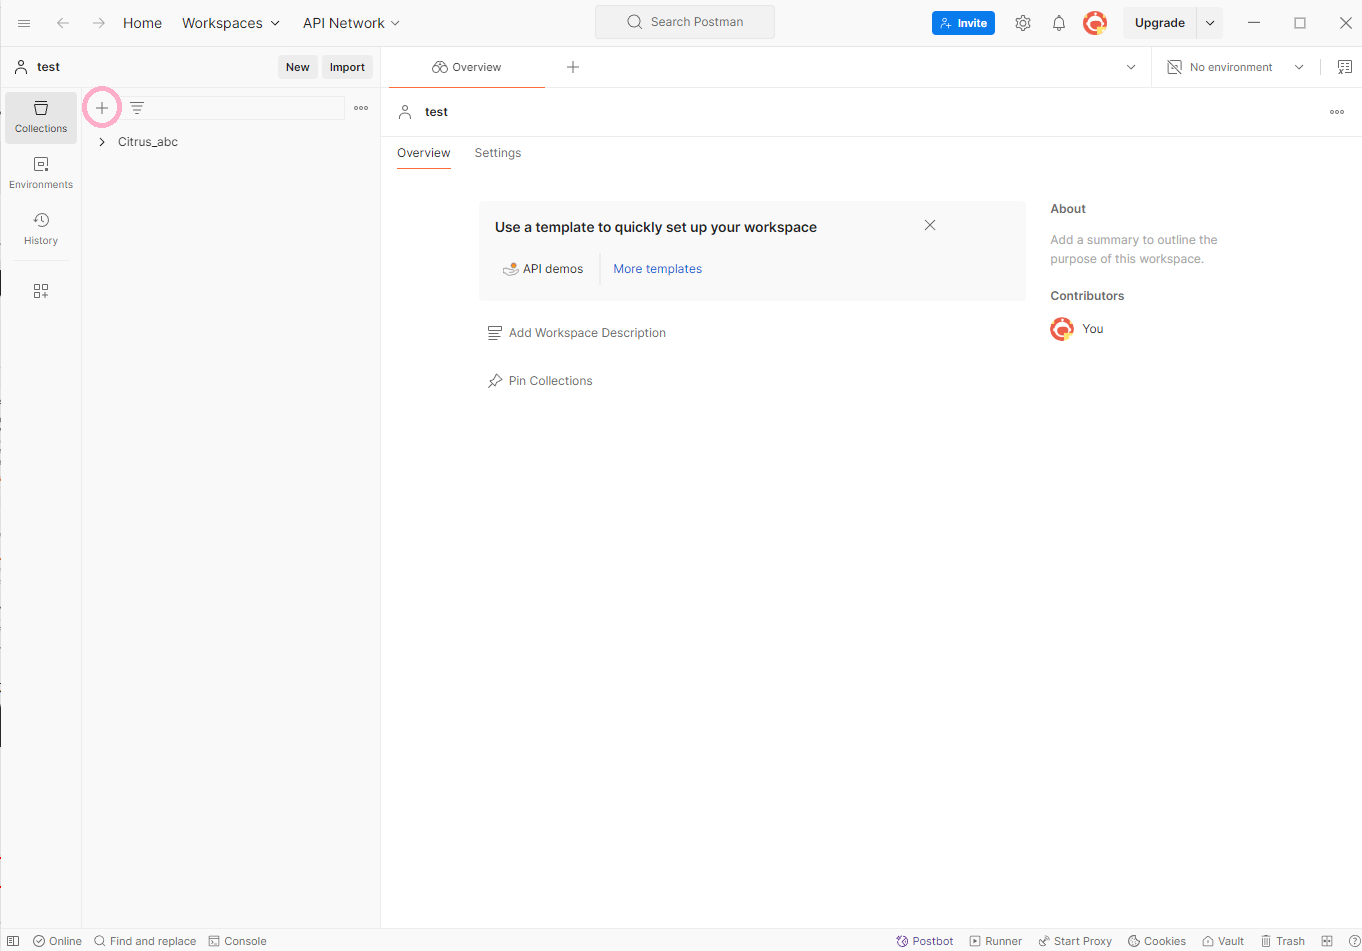 Home Workspaces API Network Search Postman Invite Upgrade
test New Import Overview No environment
Collections
Environments
History
Citrus_abc
test
Overview Settings
Use a template to quickly set up your workspace
API demos More templates
Add Workspace Description
Pin Collections
About
Add a summary to outline the
purpose of this workspace.
Contributors
You
Online Find and replace Console Postbot Runner Start Proxy Cookies Vault Trash